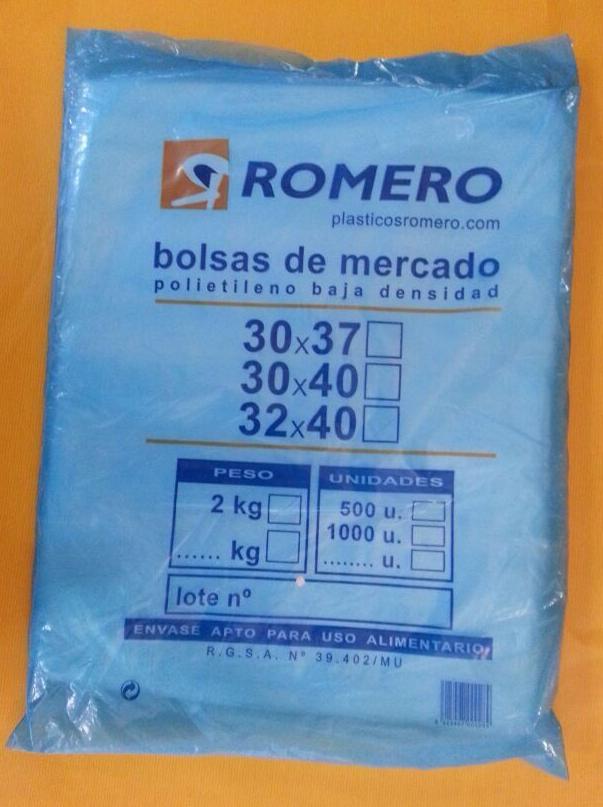 ROMERO
plasticosromero.com
bolsas de mercado
polietileno baja densidad
30x37
30x40
32x40
PESO
2 kg
...... kg
UNIDADES
500 u.
1000 u.
........ u.
lote nº
ENVASE APTO PARA USO ALIMENTARIO
R.G.S.A. Nº 39.402/MU